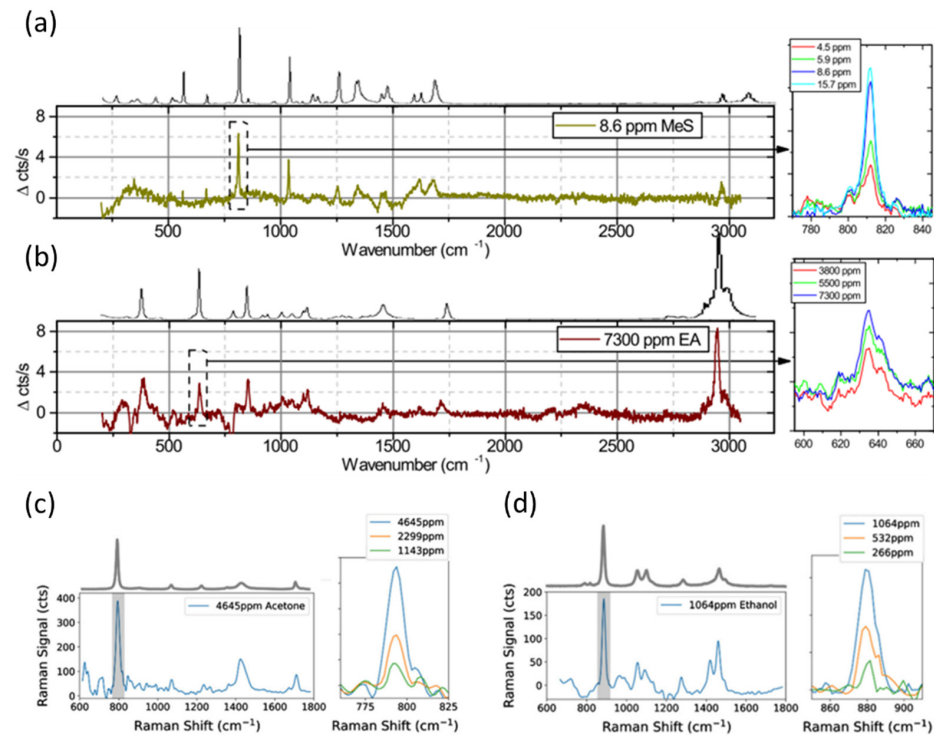 (a)
8
4
0
Δ cts/s
8.6 ppm MeS
500 1000 1500 2000 2500 3000
Wavenumber (cm -1)
4.5 ppm
5.9 ppm
8.6 ppm
15.7 ppm
780 800 820 840
(b)
8
4
0
Δ cts/s
7300 ppm EA
0 500 1000 1500 2000 2500 3000
Wavenumber (cm -1)
3800 ppm
5500 ppm
7300 ppm
600 620 640 660
(c)
400
300
200
100
0
Raman Signal (cts)
4645ppm Acetone
600 800 1000 1200 1400 1600 1800
Raman Shift (cm−1)
4645ppm
2299ppm
1143ppm
775 800 825
Raman Shift (cm−1)
(d)
200
150
100
50
0
Raman Signal (cts)
1064ppm Ethanol
600 800 1000 1200 1400 1600 1800
Raman Shift (cm−1)
1064ppm
532ppm
266ppm
860 880 900
Raman Shift (cm−1)